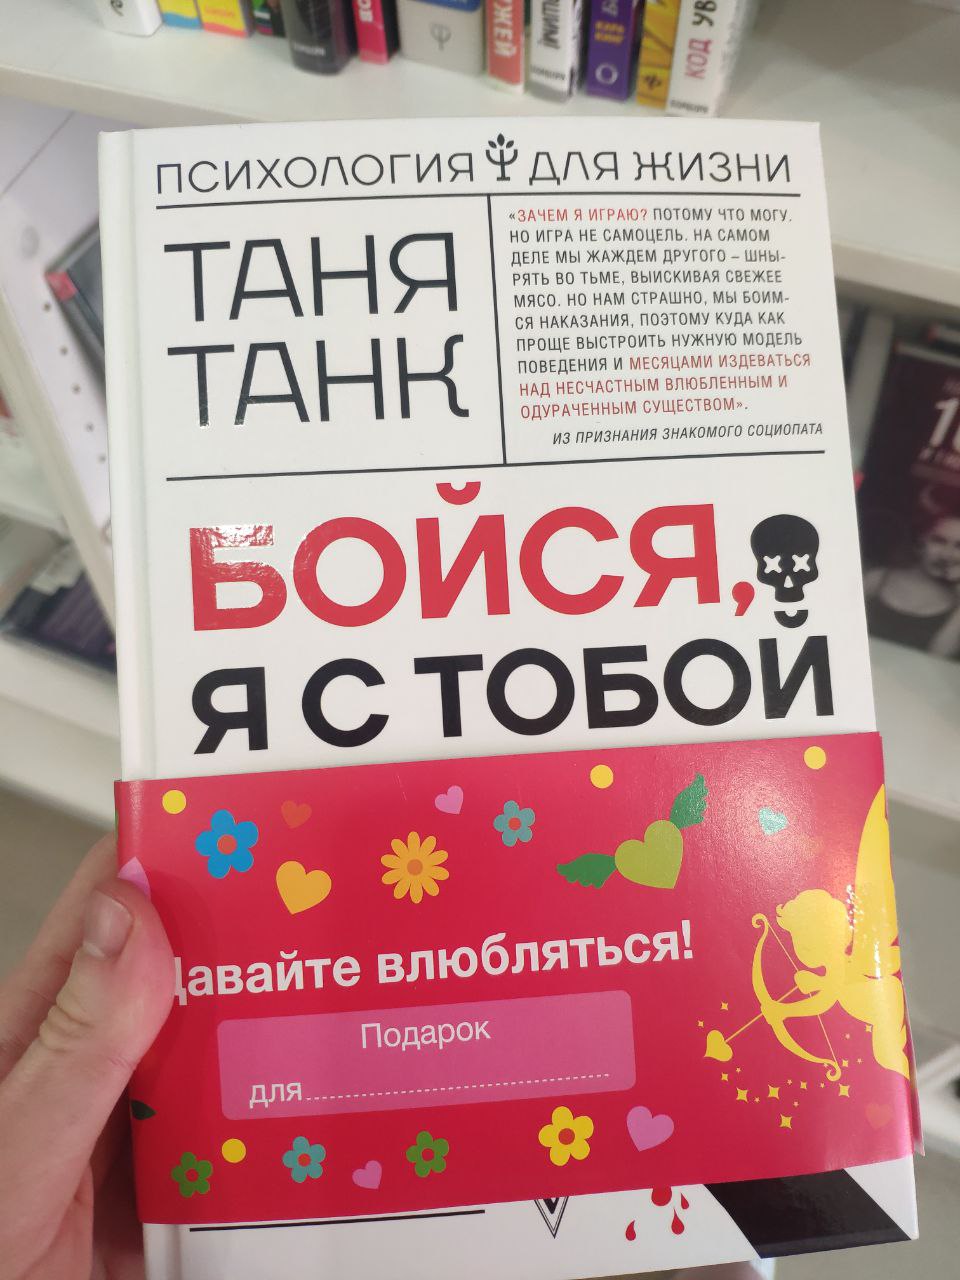 КОД УВ
ПСИХОЛОГИЯ ДЛЯ ЖИЗНИ
ТАНЯ
ТАНК
«ЗАЧЕМ Я ИГРАЮ? ПОТОМУ ЧТО МОГУ.
НО ИГРА НЕ САМОЦЕЛЬ. НА САМОМ
ДЕЛЕ МЫ ЖАЖДЕМ ДРУГОГО – ШНЫ-
РЯТЬ ВО ТЬМЕ, ВЫИСКИВАЯ СВЕЖЕЕ
МЯСО. НО НАМ СТРАШНО, МЫ БОИМ-
СЯ НАКАЗАНИЯ, ПОЭТОМУ КУДА КАК
ПРОЩЕ ВЫСТРОИТЬ НУЖНУЮ МОДЕЛЬ
ПОВЕДЕНИЯ И МЕСЯЦАМИ ИЗДЕВАТЬСЯ
НАД НЕСЧАСТНЫМ ВЛЮБЛЕННЫМ И
ОДУРАЧЕННЫМ СУЩЕСТВОМ».
ИЗ ПРИЗНАНИЯ ЗНАКОМОГО СОЦИОПАТА
БОЙСЯ,
Я С ТОБОЙ
Давайте влюбляться!
Подарок
для